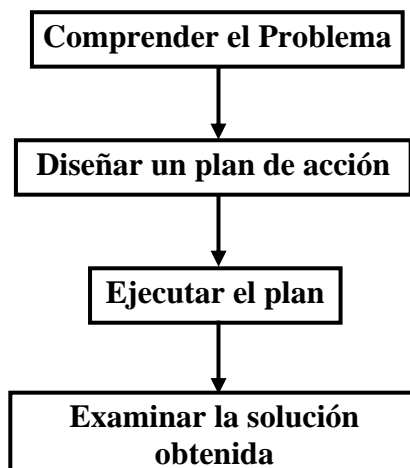 Comprender el Problema
Diseñar un plan de acción
Ejecutar el plan
Examinar la solución
obtenida